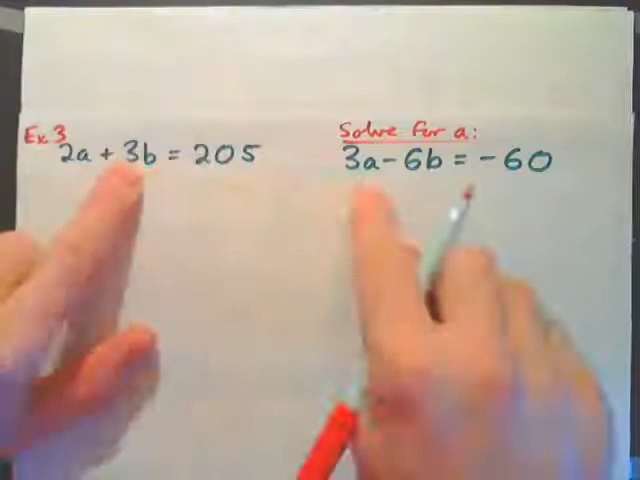 Ex 3
2a + 3b = 205
Solve for a:
3a - 6b = -60